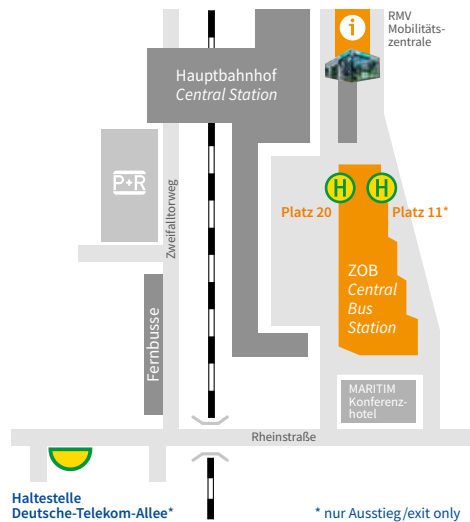 i
RMV
Mobilitäts-
zentrale
Hauptbahnhof
Central Station
P+R
Zweifalltorweg
H
H
Platz 20
Platz 11*
ZOB
Central
Bus
Station
Fernbusse
MARITIM
Konferenz-
hotel
Rheinstraße
Haltestelle
Deutsche-Telekom-Allee*
* nur Ausstieg/exit only